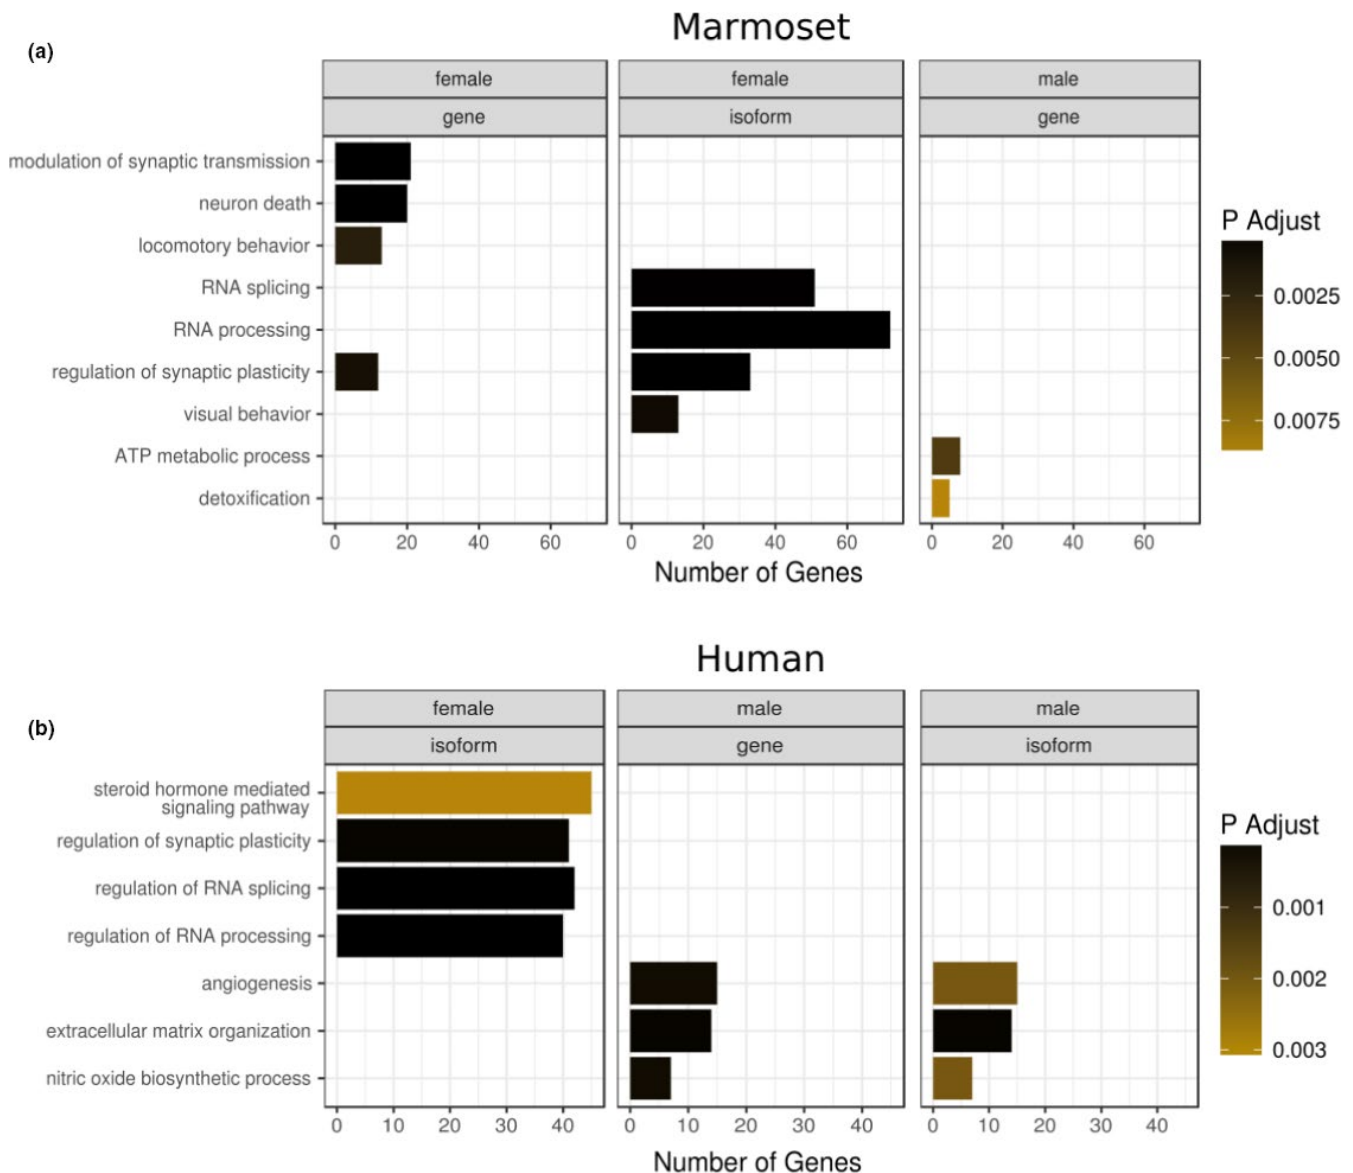 Marmoset
(a)
female
female
male
gene
isoform
gene
modulation of synaptic transmission
neuron death
locomotory behavior
RNA splicing
RNA processing
regulation of synaptic plasticity
visual behavior
ATP metabolic process
detoxification
0 20 40 60
0 20 40 60
0 20 40 60
Number of Genes
P Adjust
0.0025
0.0050
0.0075
Human
(b)
female
male
male
isoform
gene
isoform
steroid hormone mediated
signaling pathway
regulation of synaptic plasticity
regulation of RNA splicing
regulation of RNA processing
angiogenesis
extracellular matrix organization
nitric oxide biosynthetic process
0 10 20 30 40
0 10 20 30 40
0 10 20 30 40
Number of Genes
P Adjust
0.001
0.002
0.003